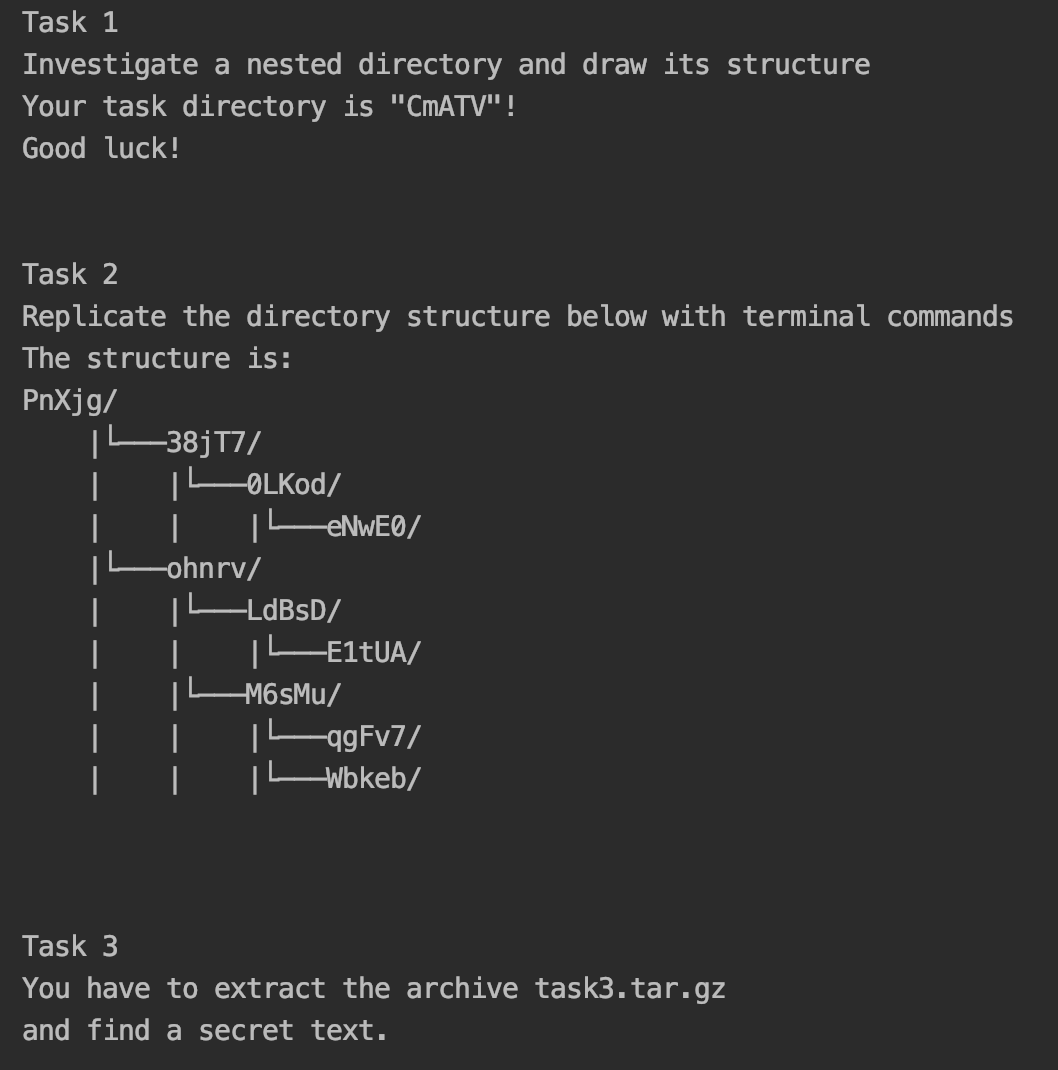 Task 1
Investigate a nested directory and draw its structure
Your task directory is "CmATV"!
Good luck!
Task 2
Replicate the directory structure below with terminal commands
The structure is:
PnXjg/
    |└───38jT7/
    |    |└───0LKod/
    |    |    |└───eNwE0/
    |└───ohnrv/
    |    |└───LdBsD/
    |    |    |└───E1tUA/
    |    |└───M6sMu/
    |    |    |└───qgFv7/
    |    |    |└───Wbkeb/
Task 3
You have to extract the archive task3.tar.gz
and find a secret text.